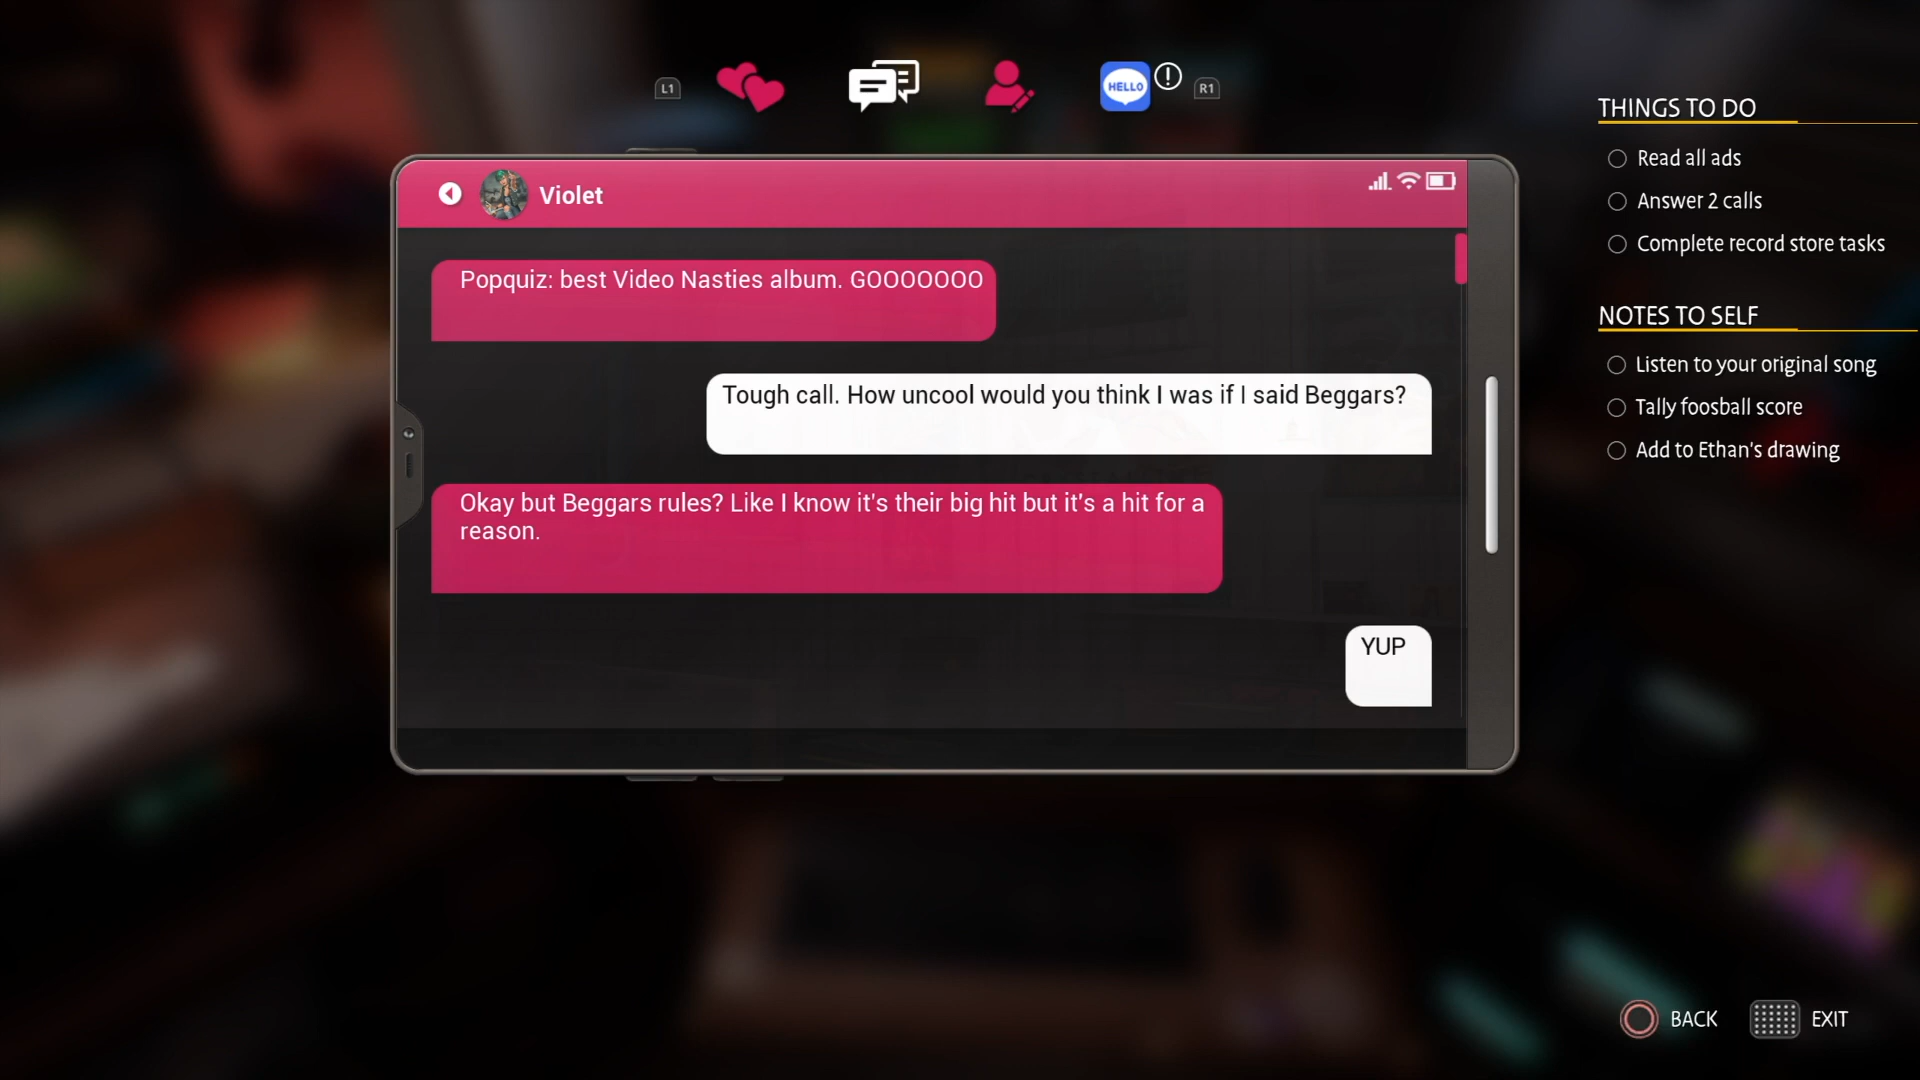 L1
HELLO
R1
Violet
Popquiz: best Video Nasties album. GOOOOOOO
Tough call. How uncool would you think I was if I said Beggars?
Okay but Beggars rules? Like I know it's their big hit but it's a hit for a
reason.
YUP
THINGS TO DO
Read all ads
Answer 2 calls
Complete record store tasks
NOTES TO SELF
Listen to your original song
Tally foosball score
Add to Ethan's drawing
BACK
EXIT